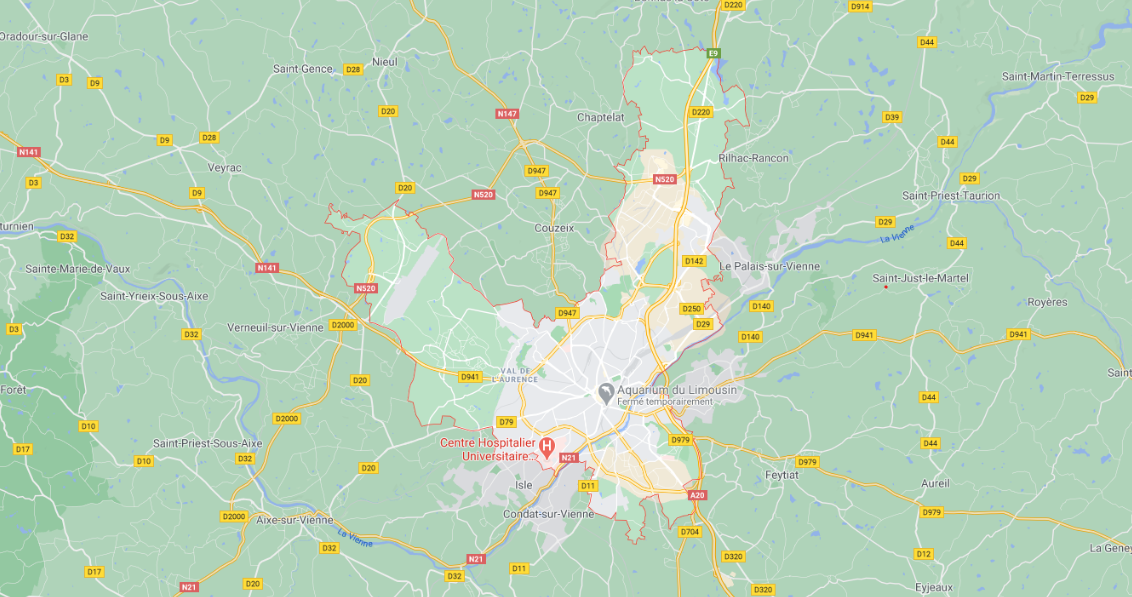 D220
D914
Oradour-sur-Glane
D44
Saint-Gence
D28
Nieul
E9
D3
D9
Saint-Martin-Terressus
D29
D20
N147
Chaptelat
D220
D39
D9
D28
D44
N141
Rilhac-Rancon
Veyrac
D947
D3
D9
D20
N520
D947
N520
D29
Saint-Priest-Taurion
D29
Couzeix
La Vienne
D32
D44
Sainte-Marie-de-Vaux
N141
D142
Le Palais-sur-Vienne
Saint-Just-le-Martel
N520
Saint-Yrieix-Sous-Aixe
Royères
D947
D250
D140
D3
D32
Verneuil-sur-Vienne
D2000
D29
D140
D941
D941
VAL DE
L'AURENCE
D941
D20
Aquarium du Limousin
Fermé temporairement
D44
D2000
D79
D10
Saint-Priest-Sous-Aixe
Centre Hospitalier
Universitaire...
D979
D44
D17
D10
D32
D20
N21
D979
Feytiat
Isle
D11
Aureil
A20
D2000
Aixe-sur-Vienne
Condat-sur-Vienne
D979
La Vienne
D704
D32
N21
D320
D12
D17
D20
D32
D11
N21
D320
Eyjeaux